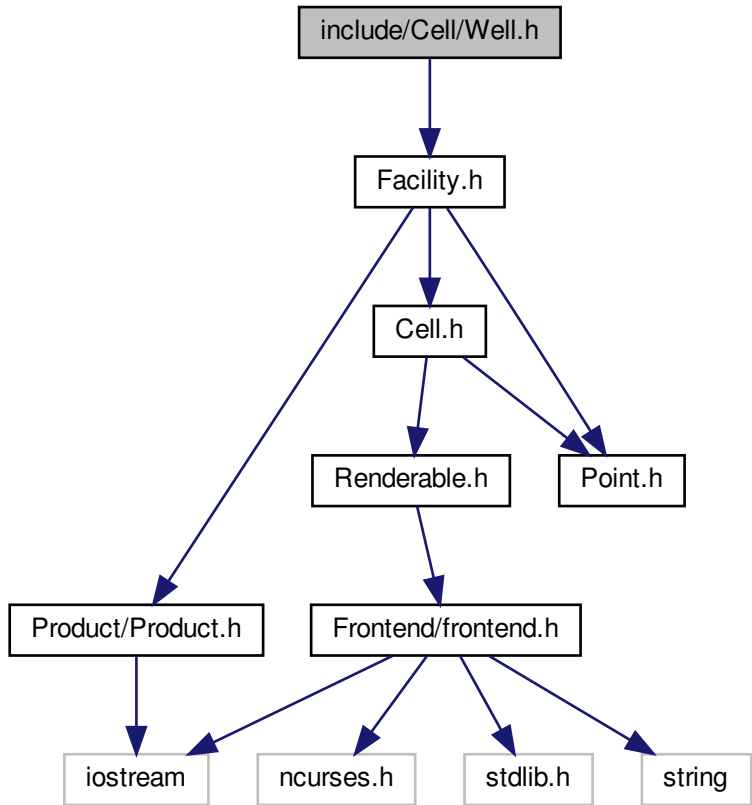 include/Cell/Well.h
Facility.h
Cell.h
Renderable.h
Point.h
Product/Product.h
Frontend/frontend.h
iostream
ncurses.h
stdlib.h
string